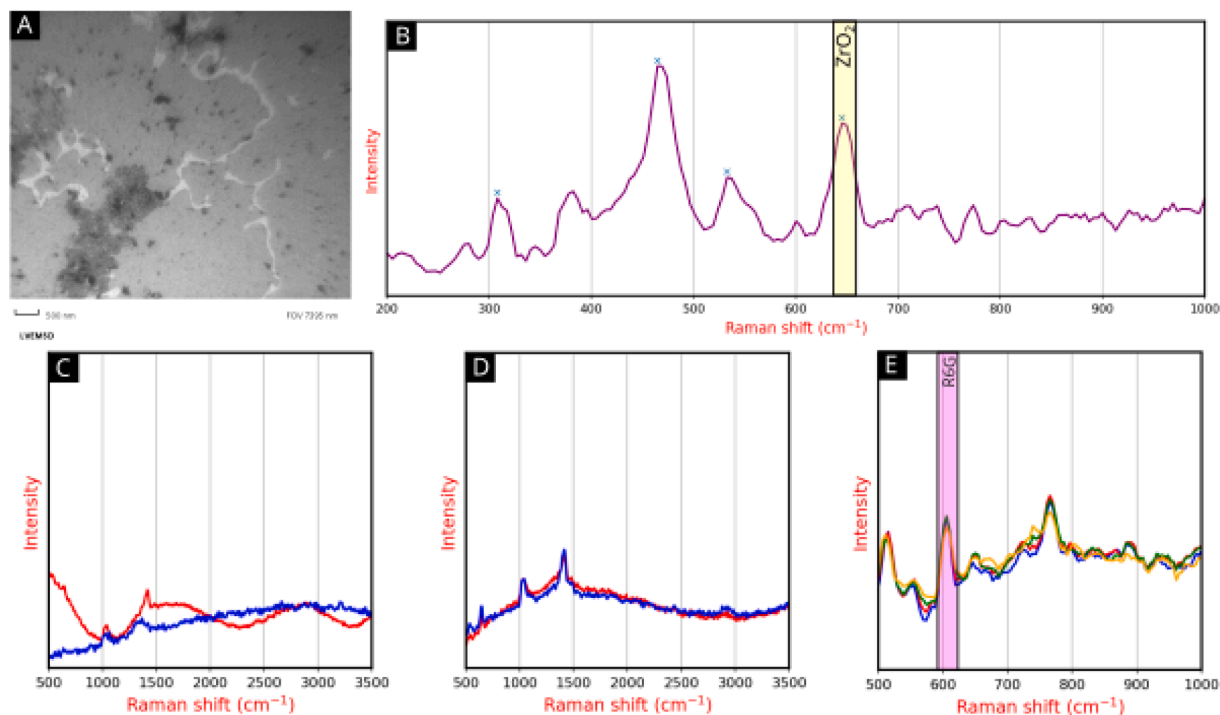 A
500 nm
FOV 7395 nm
LVEM5D
B
ZrO₂
Intensity
200 300 400 500 600 700 800 900 1000
Raman shift (cm⁻¹)
C
Intensity
500 1000 1500 2000 2500 3000 3500
Raman shift (cm⁻¹)
D
Intensity
500 1000 1500 2000 2500 3000 3500
Raman shift (cm⁻¹)
E
R6G
Intensity
500 600 700 800 900 1000
Raman shift (cm⁻¹)